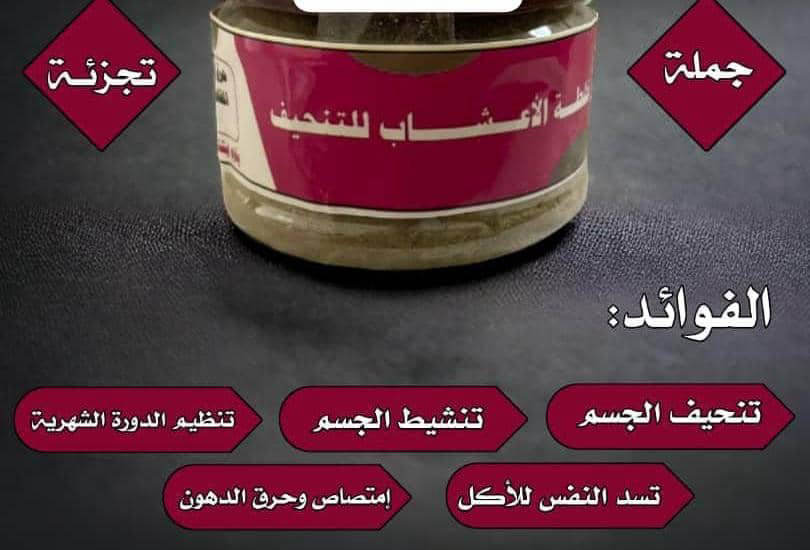 جملة
تجزئة
الأعشاب للتنحيف
الفوائد:
تنحيف الجسم
تنشيط الجسم
تنظيم الدورة الشهرية
تسد النفس للأكل
إمتصاص وحرق الدهون